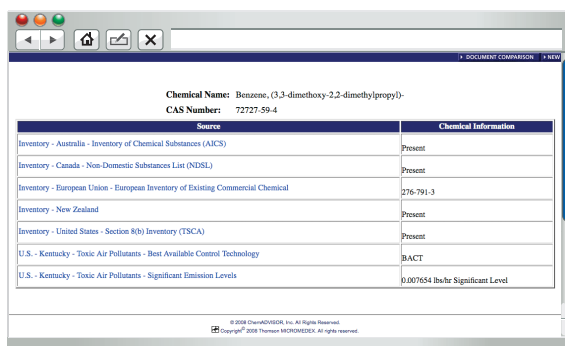 DOCUMENT COMPARISON NEW
Chemical Name: Benzene, (3,3-dimethoxy-2,2-dimethylpropyl)-
CAS Number: 72727-59-4
Source Chemical Information
Inventory - Australia - Inventory of Chemical Substances (AICS) Present
Inventory - Canada - Non-Domestic Substances List (NDSL) Present
Inventory - European Union - European Inventory of Existing Commercial Chemical 276-791-3
Inventory - New Zealand Present
Inventory - United States - Section 8(b) Inventory (TSCA) Present
U.S. - Kentucky - Toxic Air Pollutants - Best Available Control Technology BACT
U.S. - Kentucky - Toxic Air Pollutants - Significant Emission Levels 0.007654 lbs/hr Significant Level
© 2008 ChemADVISOR, Inc. All Rights Reserved.
Copyright© 2008 Thomson MICROMEDEX. All rights reserved.